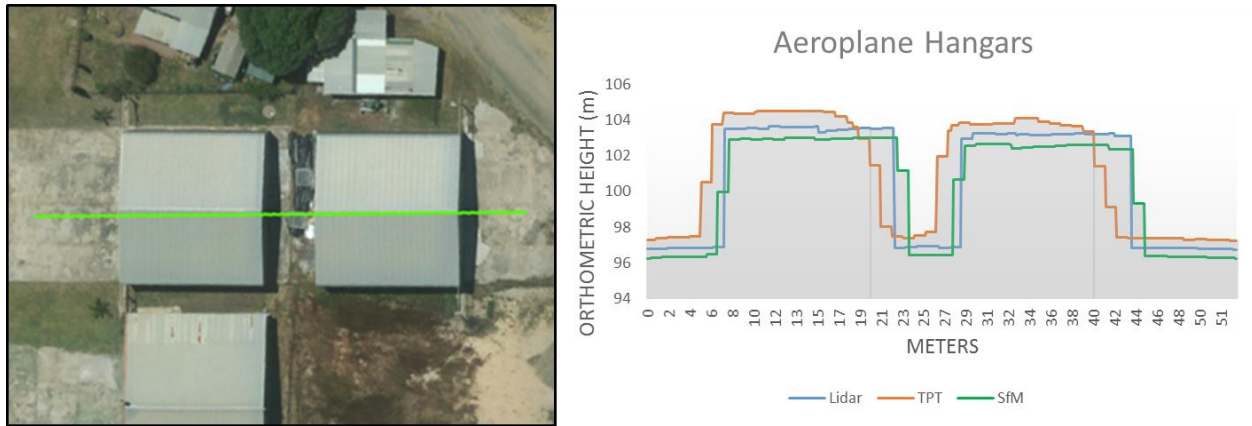 Aeroplane Hangars
ORTHOMETRIC HEIGHT (m)
106
104
102
100
98
96
94
0 2 4 6 8 10 12 13 15 17 19 21 23 25 27 29 31 33 34 36 38 40 42 44 46 48 50 51
METERS
Lidar TPT SfM